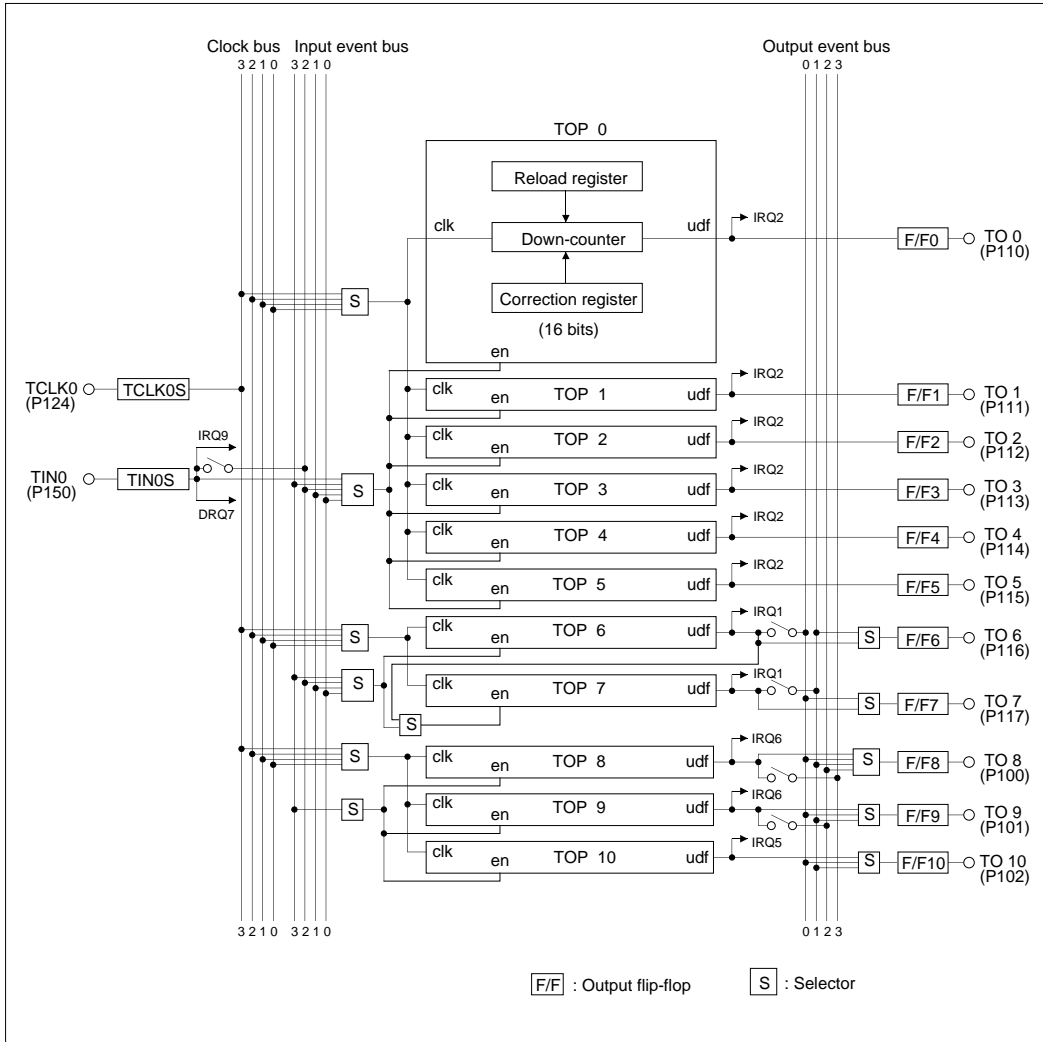 Clock bus Input event bus Output event bus
3 2 1 0 3 2 1 0 0 1 2 3
TOP 0
Reload register
clk Down-counter udf IRQ2 F/F0 TO 0
(P110)
S Correction register
(16 bits)
en
TCLK0 TCLK0S
(P124)
clk en TOP 1 udf IRQ2 F/F1 TO 1
(P111)
clk en TOP 2 udf IRQ2 F/F2 TO 2
(P112)
IRQ9
TIN0 TIN0S
(P150)
DRQ7
S
clk en TOP 3 udf IRQ2 F/F3 TO 3
(P113)
clk en TOP 4 udf IRQ2 F/F4 TO 4
(P114)
clk en TOP 5 udf IRQ2 F/F5 TO 5
(P115)
S clk en TOP 6 udf IRQ1 S F/F6 TO 6
(P116)
S S clk en TOP 7 udf IRQ1 S F/F7 TO 7
(P117)
S clk en TOP 8 udf IRQ6 S F/F8 TO 8
(P100)
S clk en TOP 9 udf IRQ6 S F/F9 TO 9
(P101)
clk en TOP 10 udf IRQ5 S F/F10 TO 10
(P102)
3 2 1 0 3 2 1 0 0 1 2 3
F/F : Output flip-flop S : Selector